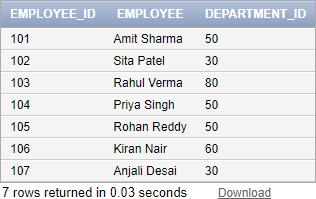 EMPLOYEE_ID EMPLOYEE DEPARTMENT_ID
101 Amit Sharma 50
102 Sita Patel 30
103 Rahul Verma 80
104 Priya Singh 50
105 Rohan Reddy 50
106 Kiran Nair 60
107 Anjali Desai 30
7 rows returned in 0.03 seconds Download